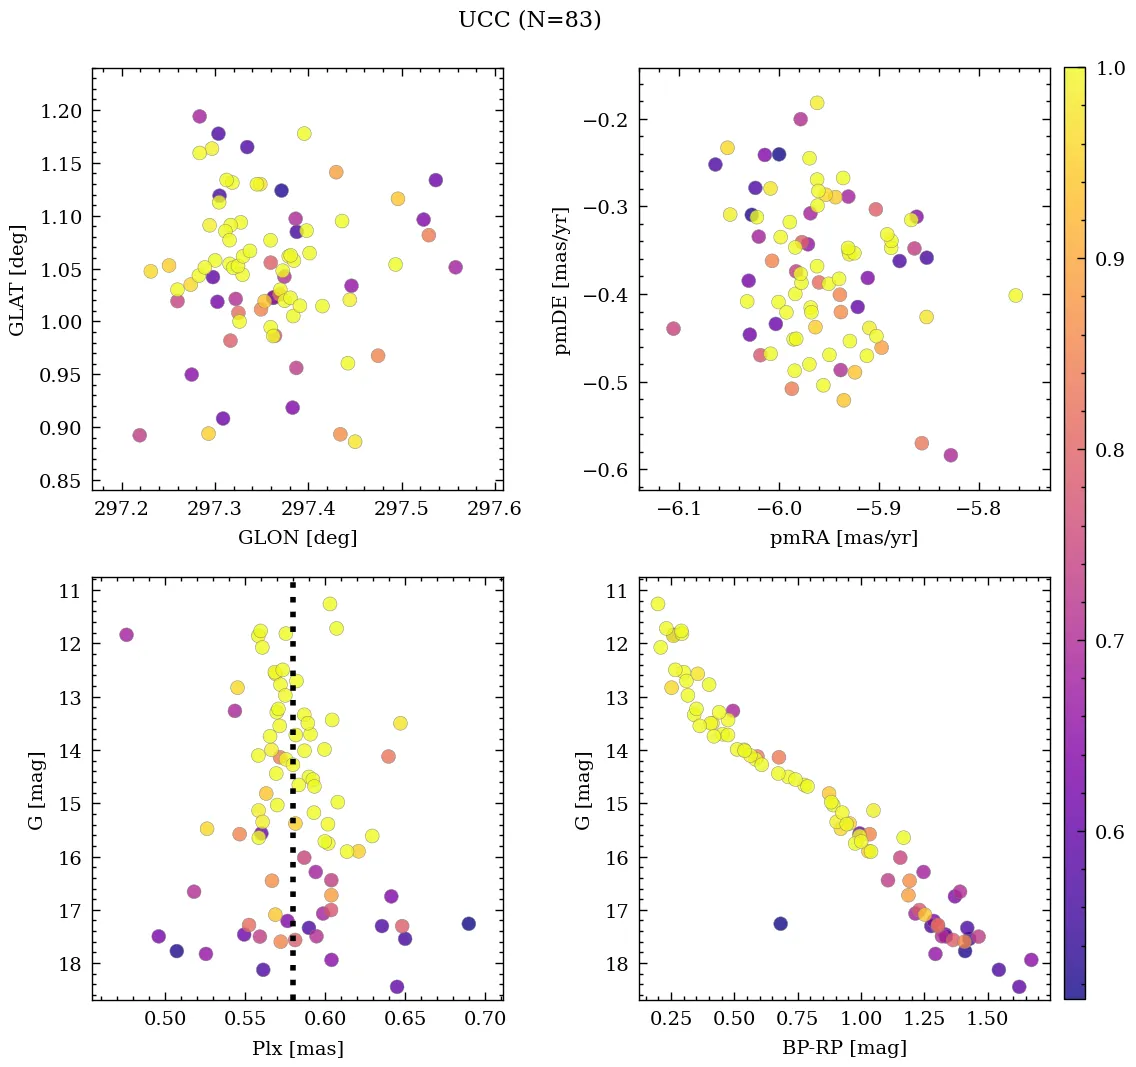 UCC (N=83)
1.20
1.15
1.10
1.05
1.00
0.95
0.90
0.85
GLAT [deg]
297.2 297.3 297.4 297.5 297.6
GLON [deg]
−0.2
−0.3
−0.4
−0.5
−0.6
pmDE [mas/yr]
−6.1 −6.0 −5.9 −5.8
pmRA [mas/yr]
1.0
0.9
0.8
0.7
0.6
11
12
13
14
15
16
17
18
G [mag]
0.50 0.55 0.60 0.65 0.70
Plx [mas]
11
12
13
14
15
16
17
18
G [mag]
0.25 0.50 0.75 1.00 1.25 1.50
BP-RP [mag]